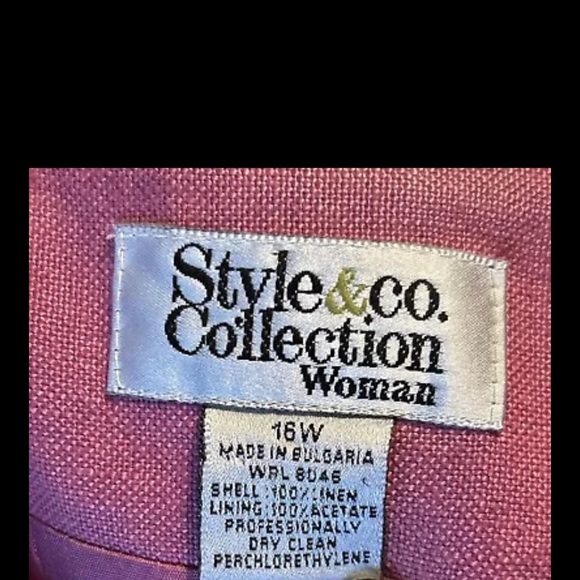 Style&co.
Collection
Woman
16W
MADE IN BULGARIA
WPL 8046
SHELL:100%LINEN
LINING:100%ACETATE
PROFESSIONALLY
DRY CLEAN
PERCHLORETHYLENE